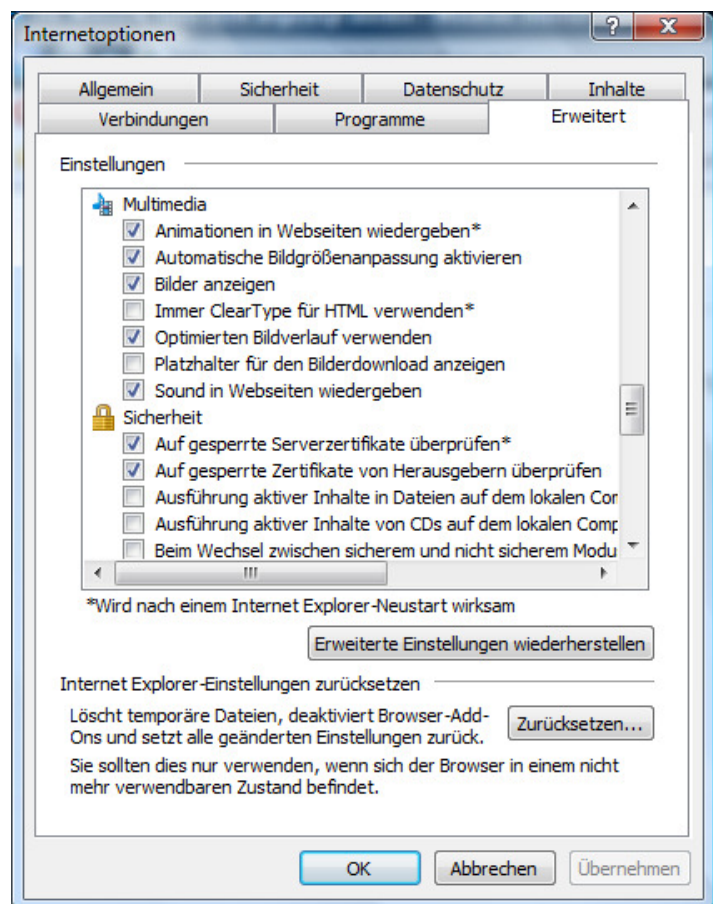 Internetoptionen
Allgemein Sicherheit Datenschutz Inhalte
Verbindungen Programme Erweitert
Einstellungen
Multimedia
Animationen in Webseiten wiedergeben*
Automatische Bildgrößenanpassung aktivieren
Bilder anzeigen
Immer ClearType für HTML verwenden*
Optimierten Bildverlauf verwenden
Platzhalter für den Bilderdownload anzeigen
Sound in Webseiten wiedergeben
Sicherheit
Auf gesperrte Serverzertifikate überprüfen*
Auf gesperrte Zertifikate von Herausgebern überprüfen
Ausführung aktiver Inhalte in Dateien auf dem lokalen Con
Ausführung aktiver Inhalte von CDs auf dem lokalen Comp
Beim Wechsel zwischen sicherem und nicht sicherem Modu
*Wird nach einem Internet Explorer-Neustart wirksam
Erweiterte Einstellungen wiederherstellen
Internet Explorer-Einstellungen zurücksetzen
Löscht temporäre Dateien, deaktiviert Browser-Add-
Ons und setzt alle geänderten Einstellungen zurück.
Zurücksetzen...
Sie sollten dies nur verwenden, wenn sich der Browser in einem nicht
mehr verwendbaren Zustand befindet.
OK Abbrechen Übernehmen